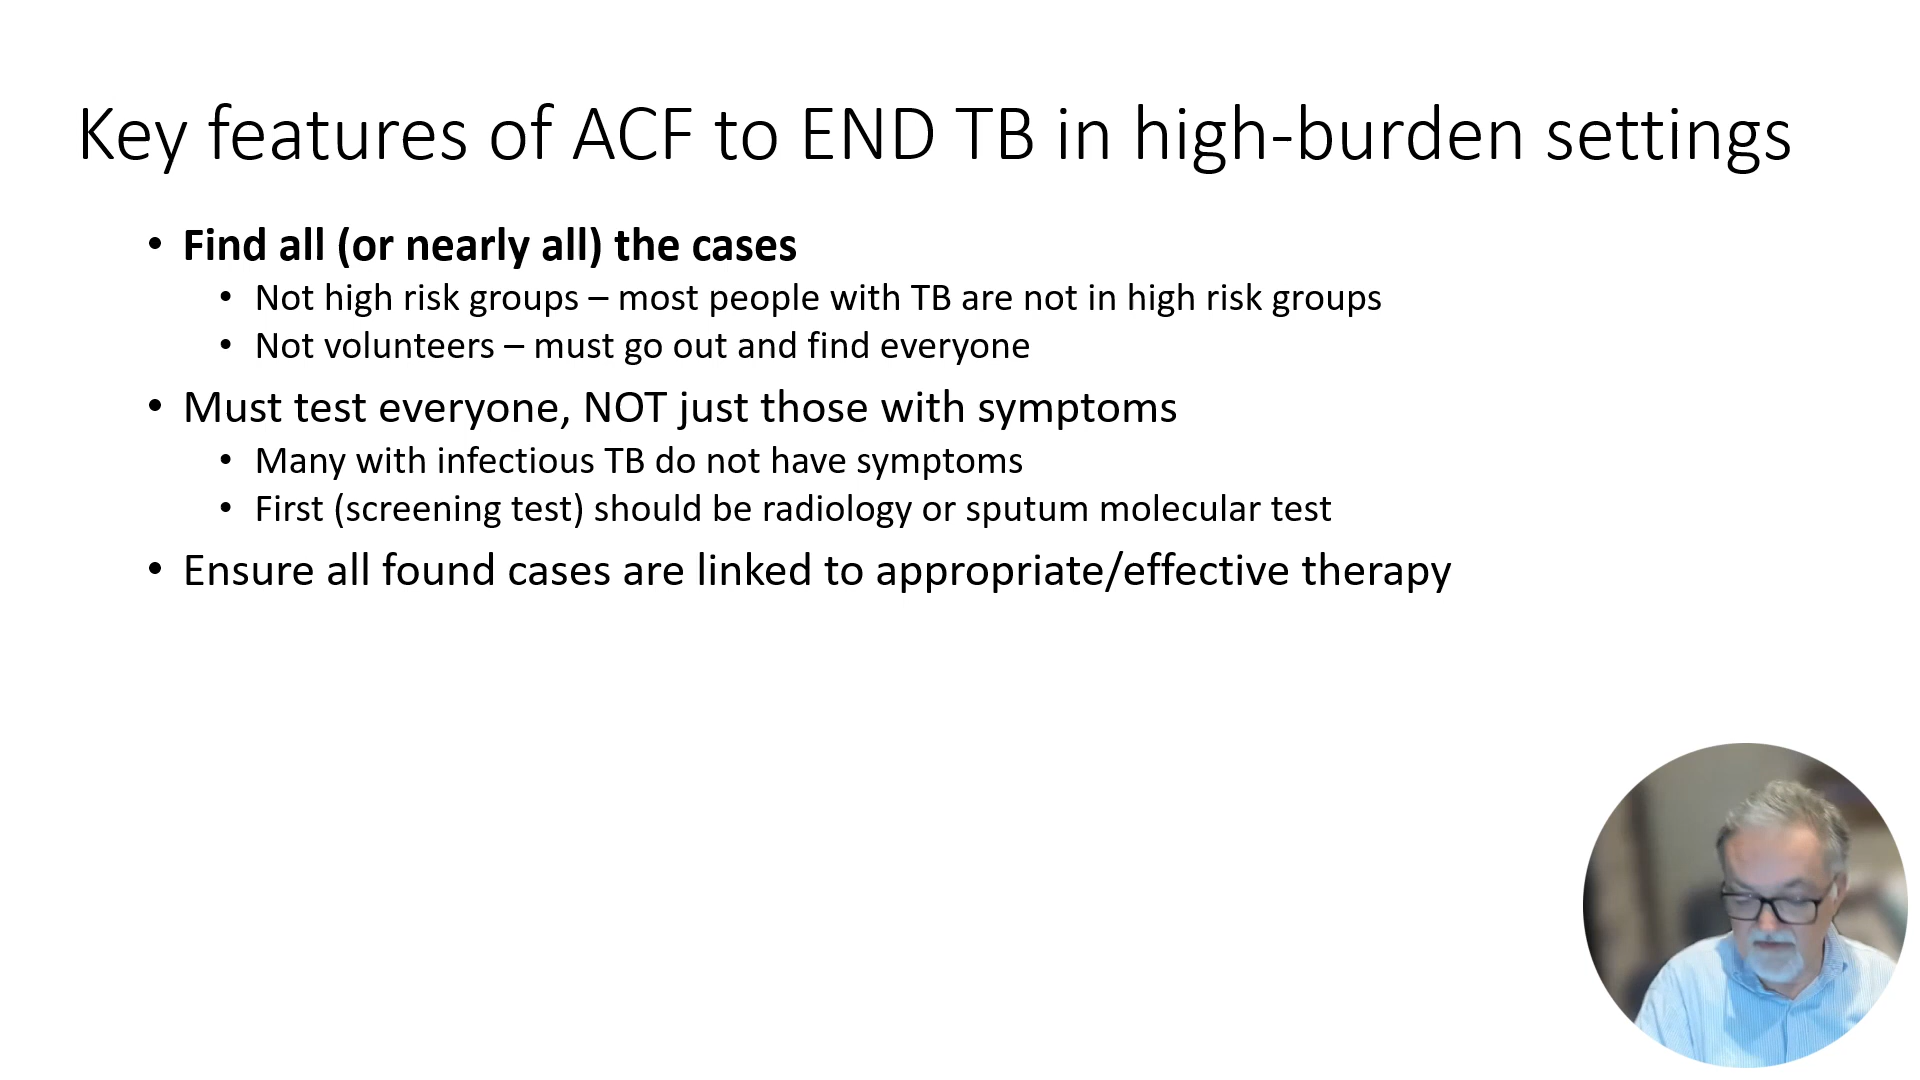 Key features of ACF to END TB in high-burden settings
• Find all (or nearly all) the cases
• Not high risk groups – most people with TB are not in high risk groups
• Not volunteers – must go out and find everyone
• Must test everyone, NOT just those with symptoms
• Many with infectious TB do not have symptoms
• First (screening test) should be radiology or sputum molecular test
• Ensure all found cases are linked to appropriate/effective therapy